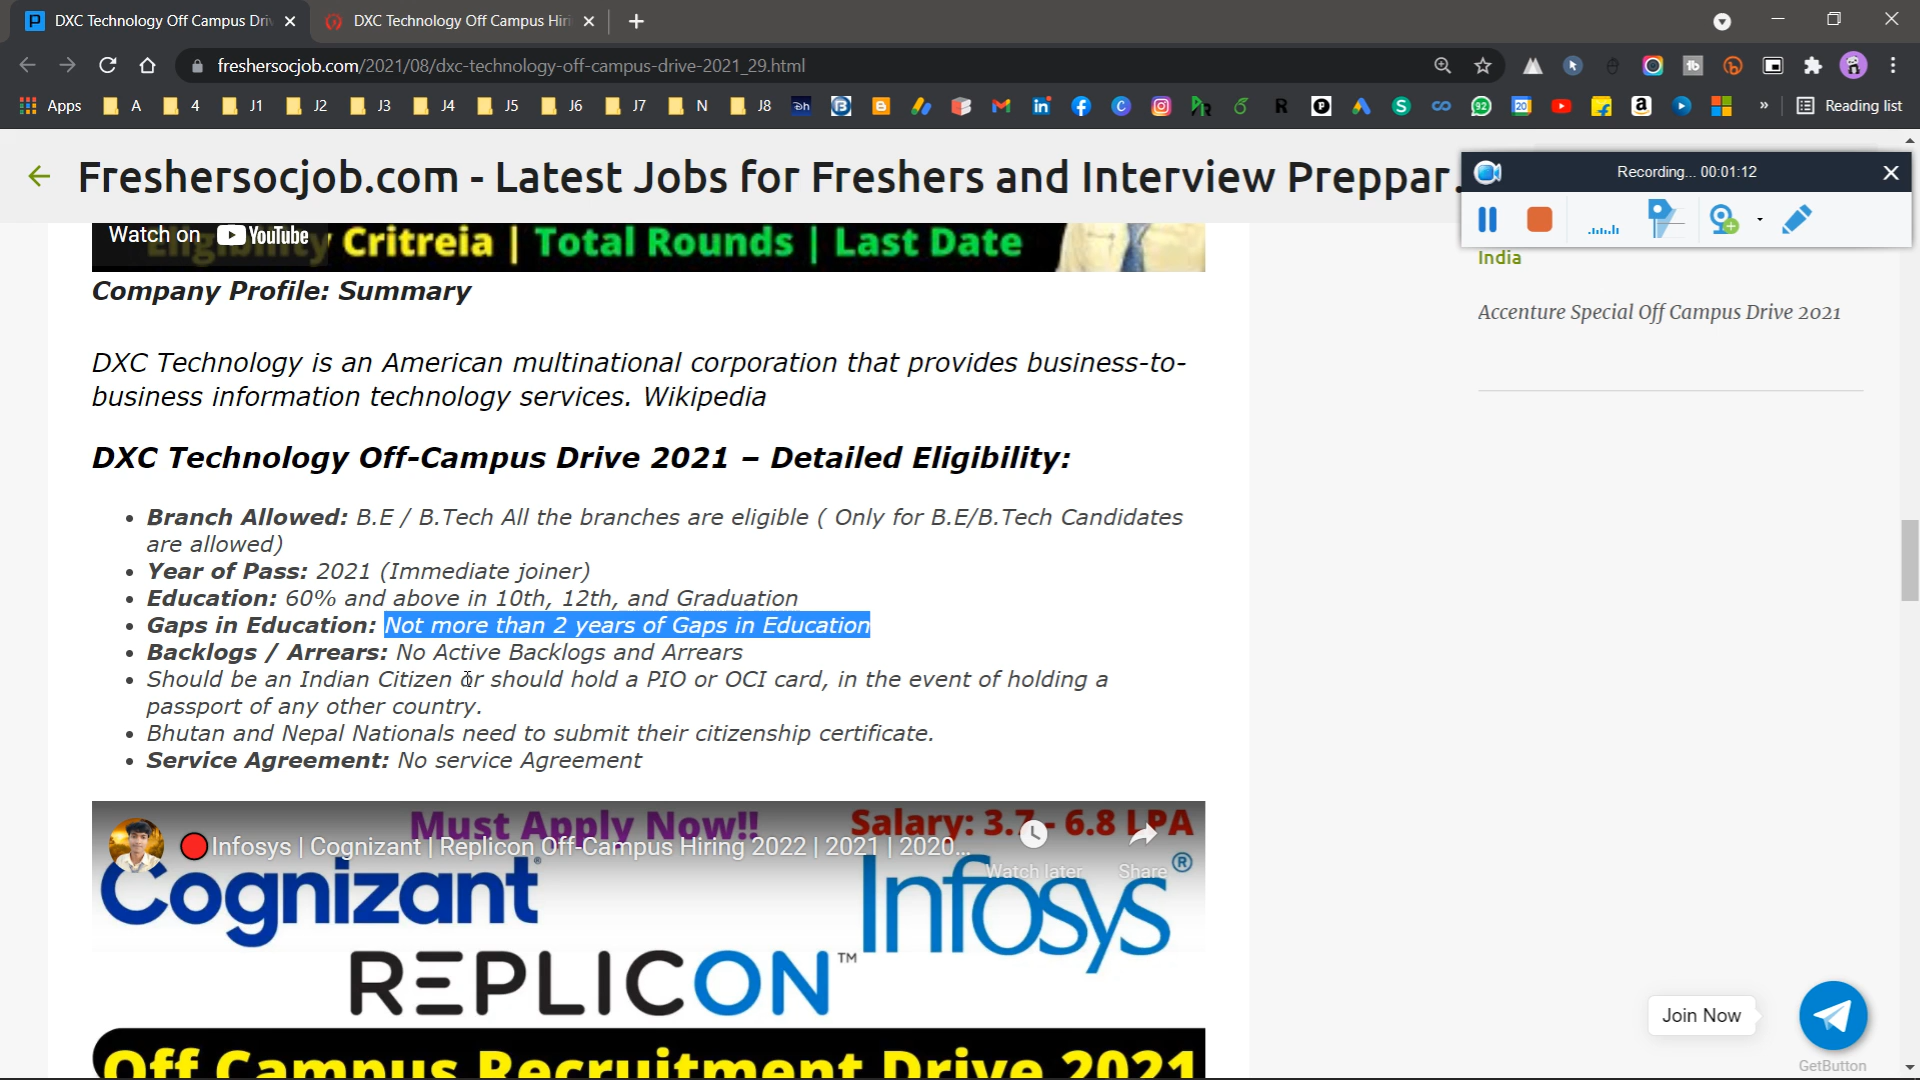 DXC Technology Off Campus Dri
DXC Technology Off Campus Hiri
freshersocjob.com/2021/08/dxc-technology-off-campus-drive-2021_29.html
Apps A 4 J1 J2 J3 J4 J5 J6 J7 N J8 » Reading list
Freshersocjob.com - Latest Jobs for Freshers and Interview Preppar.
Recording... 00:01:12
Watch on YouTube
Eligibility Critreia | Total Rounds | Last Date
India
Accenture Special Off Campus Drive 2021
Company Profile: Summary
DXC Technology is an American multinational corporation that provides business-to-
business information technology services. Wikipedia
DXC Technology Off-Campus Drive 2021 – Detailed Eligibility:
• Branch Allowed: B.E / B.Tech All the branches are eligible ( Only for B.E/B.Tech Candidates
are allowed)
• Year of Pass: 2021 (Immediate joiner)
• Education: 60% and above in 10th, 12th, and Graduation
• Gaps in Education: Not more than 2 years of Gaps in Education
• Backlogs / Arrears: No Active Backlogs and Arrears
• Should be an Indian Citizen or should hold a PIO or OCI card, in the event of holding a
passport of any other country.
• Bhutan and Nepal Nationals need to submit their citizenship certificate.
• Service Agreement: No service Agreement
Must Apply Now!! Salary: 3.7 - 6.8 LPA
Infosys | Cognizant | Replicon Off-Campus Hiring 2022 | 2021 | 2020...
Watch later Share
Cognizant® Infosys®
REPLICON™
Off Campus Recruitment Drive 2021
Join Now
GetButton